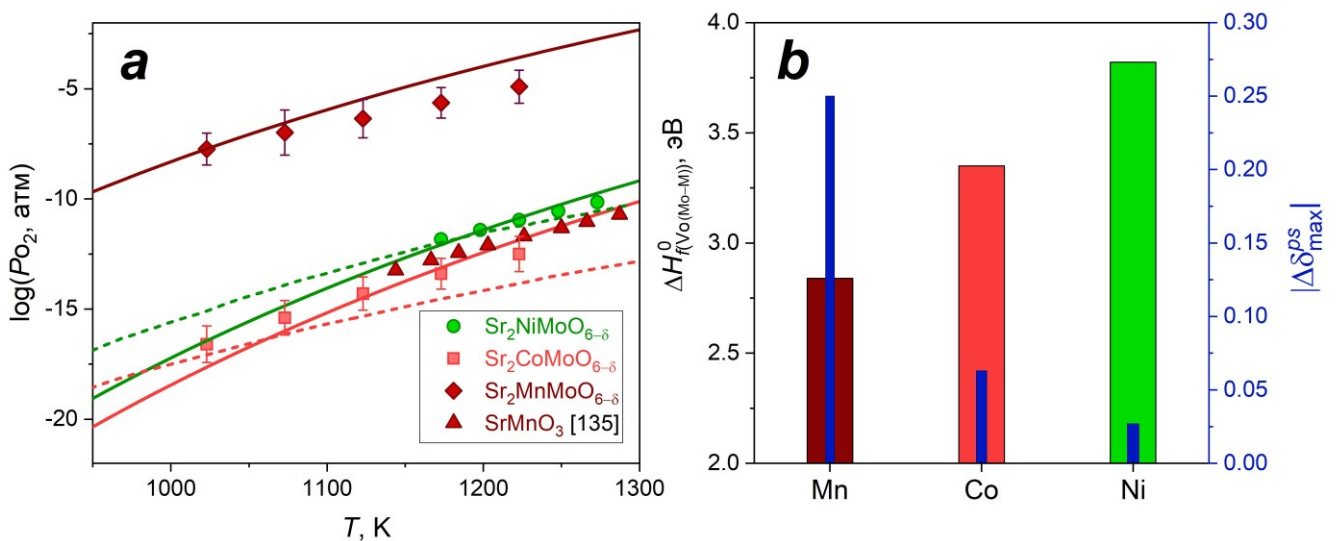 a
log(Po₂, атм)
-5
-10
-15
-20
1000
1100
1200
1300
T, K
Sr₂NiMoO₆₋δ
Sr₂CoMoO₆₋δ
Sr₂MnMoO₆₋δ
SrMnO₃ [135]
b
ΔH⁰f(Vo(Mo–M)), эВ
4.0
3.5
3.0
2.5
2.0
Mn
Co
Ni
0.30
0.25
0.20
0.15
0.10
0.05
0.00
|Δδᵖˢmax|